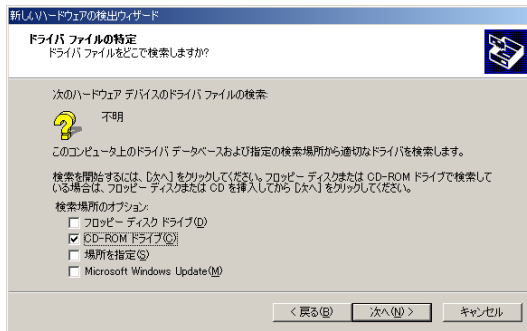 新しいハードウェアの検出ウィザード
ドライバ ファイルの特定
ドライバ ファイルをどこで検索しますか?
次のハードウェア デバイスのドライバ ファイルの検索:
不明
このコンピュータ上のドライバ データベースおよび指定の検索場所から適切なドライバを検索します。
検索を開始するには、[次へ] をクリックしてください。フロッピー ディスクまたは CD-ROM ドライブで検索して
いる場合は、フロッピー ディスクまたは CD を挿入してから [次へ] をクリックしてください。
検索場所のオプション:
フロッピー ディスク ドライブ(D)
CD-ROM ドライブ(C)
場所を指定(S)
Microsoft Windows Update(M)
< 戻る(B)
次へ(N) >
キャンセル